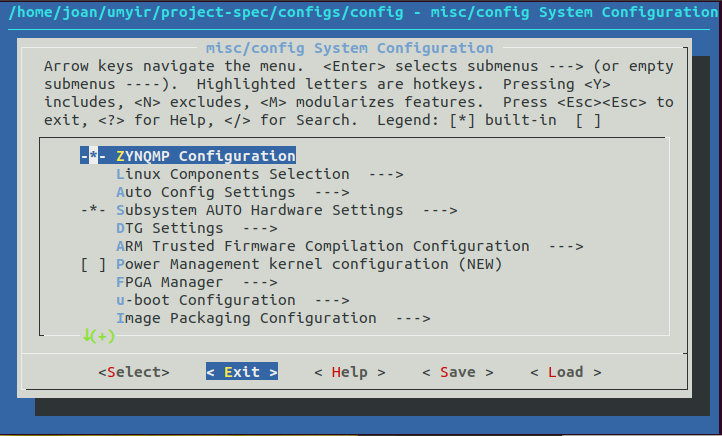 /home/joan/umyir/project-spec/configs/config - misc/config System Configuration
misc/config System Configuration
Arrow keys navigate the menu.  <Enter> selects submenus ---> (or empty
submenus ----).  Highlighted letters are hotkeys.  Pressing <Y>
includes, <N> excludes, <M> modularizes features.  Press <Esc><Esc> to
exit, <?> for Help, </> for Search.  Legend: [*] built-in  [ ]
-*- ZYNQMP Configuration
Linux Components Selection  --->
Auto Config Settings  --->
-*- Subsystem AUTO Hardware Settings  --->
DTG Settings  --->
ARM Trusted Firmware Compilation Configuration  --->
[ ] Power Management kernel configuration (NEW)
FPGA Manager  --->
u-boot Configuration  --->
Image Packaging Configuration  --->
↓(+)
<Select>    < Exit >    < Help >    < Save >    < Load >